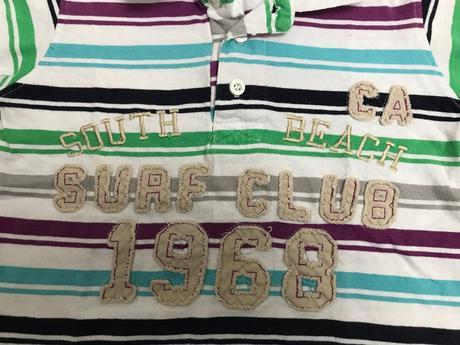 CA
SOUTH BEACH
SURF CLUB
1968